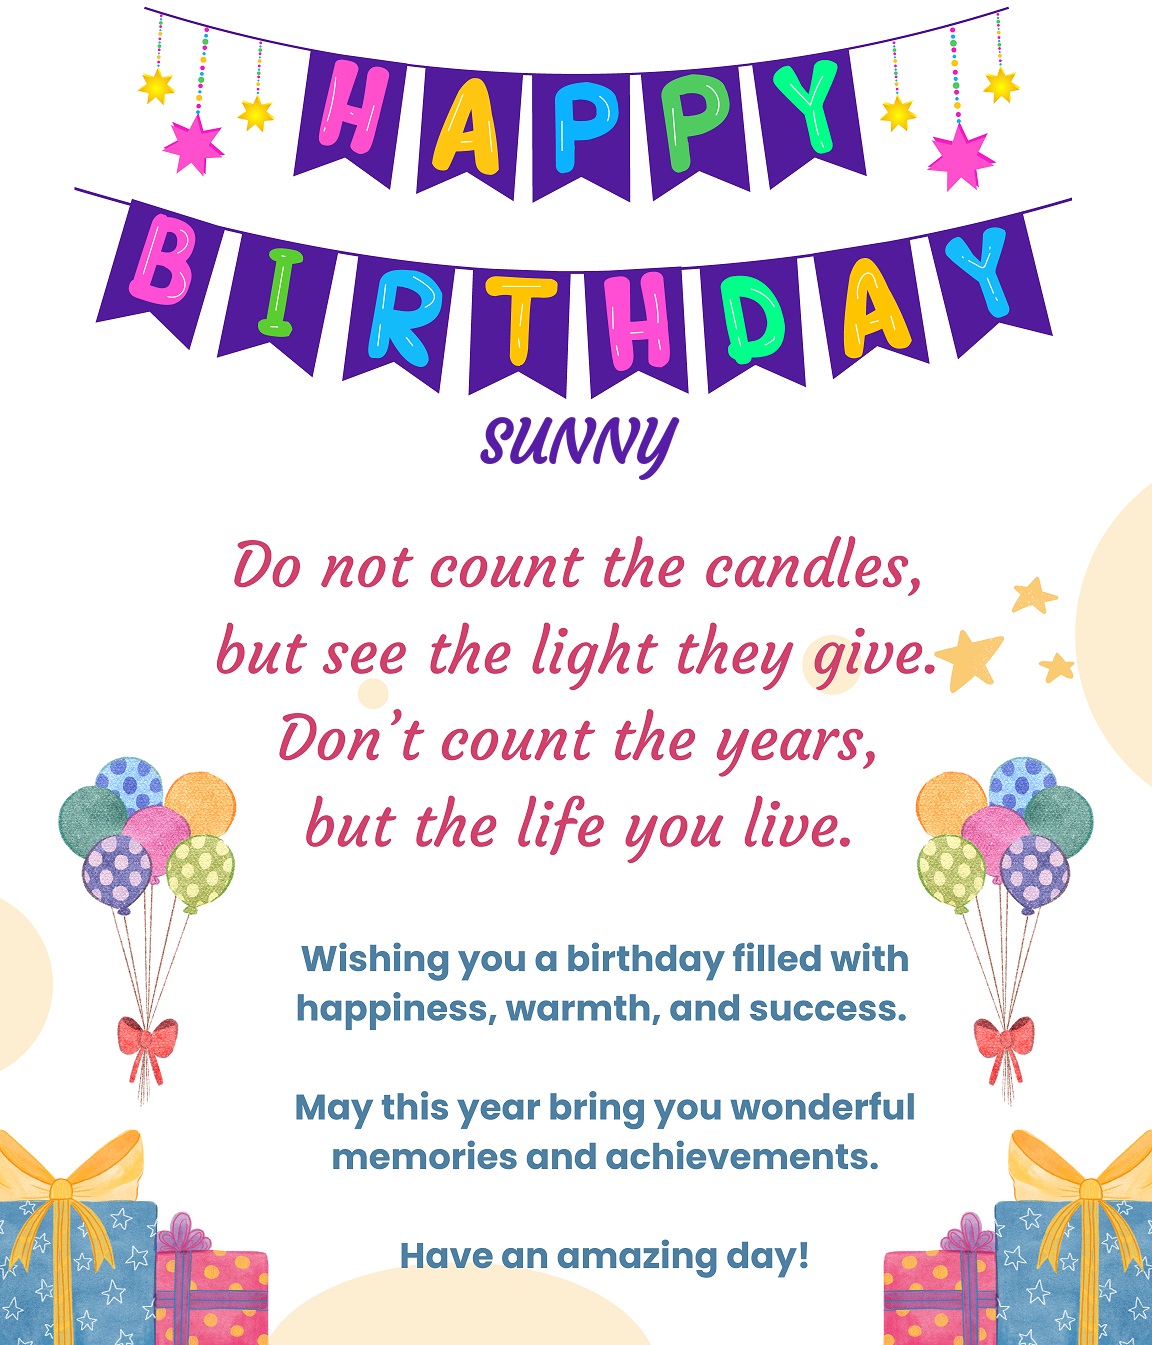 HAPPY
BIRTHDAY
SUNNY
Do not count the candles,
but see the light they give.
Don’t count the years,
but the life you live.
Wishing you a birthday filled with
happiness, warmth, and success.
May this year bring you wonderful
memories and achievements.
Have an amazing day!